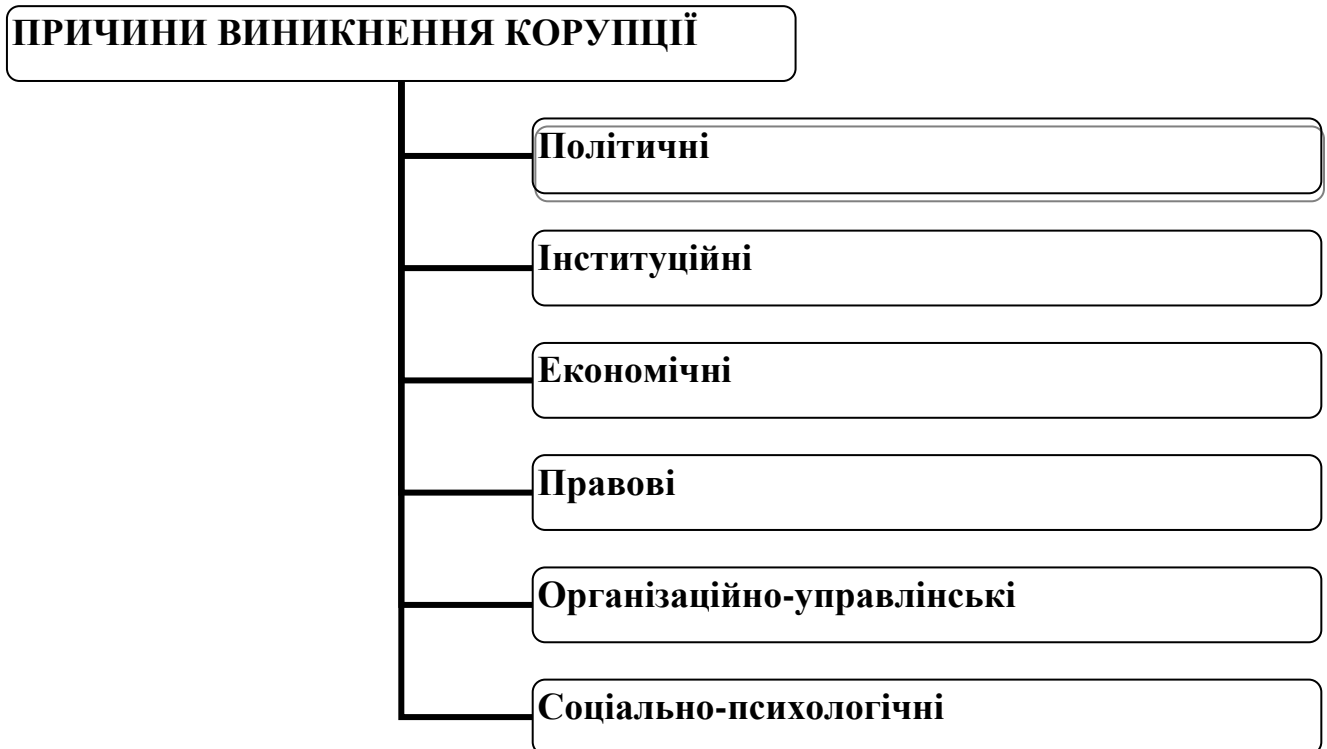 ПРИЧИНИ ВИНИКНЕННЯ КОРУПЦІЇ
Політичні
Інституційні
Економічні
Правові
Організаційно-управлінські
Соціально-психологічні